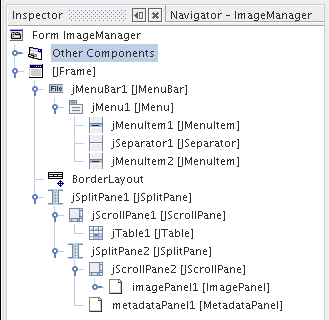 Inspector
Navigator - ImageManager
Form ImageManager
Other Components
[JFrame]
File
jMenuBar1 [JMenuBar]
jMenu1 [JMenu]
jMenuItem1 [JMenuItem]
jSeparator1 [JSeparator]
jMenuItem2 [JMenuItem]
BorderLayout
jSplitPane1 [JSplitPane]
jScrollPane1 [JScrollPane]
jTable1 [JTable]
jSplitPane2 [JSplitPane]
jScrollPane2 [JScrollPane]
imagePanel1 [ImagePanel]
metadataPanel1 [MetadataPanel]